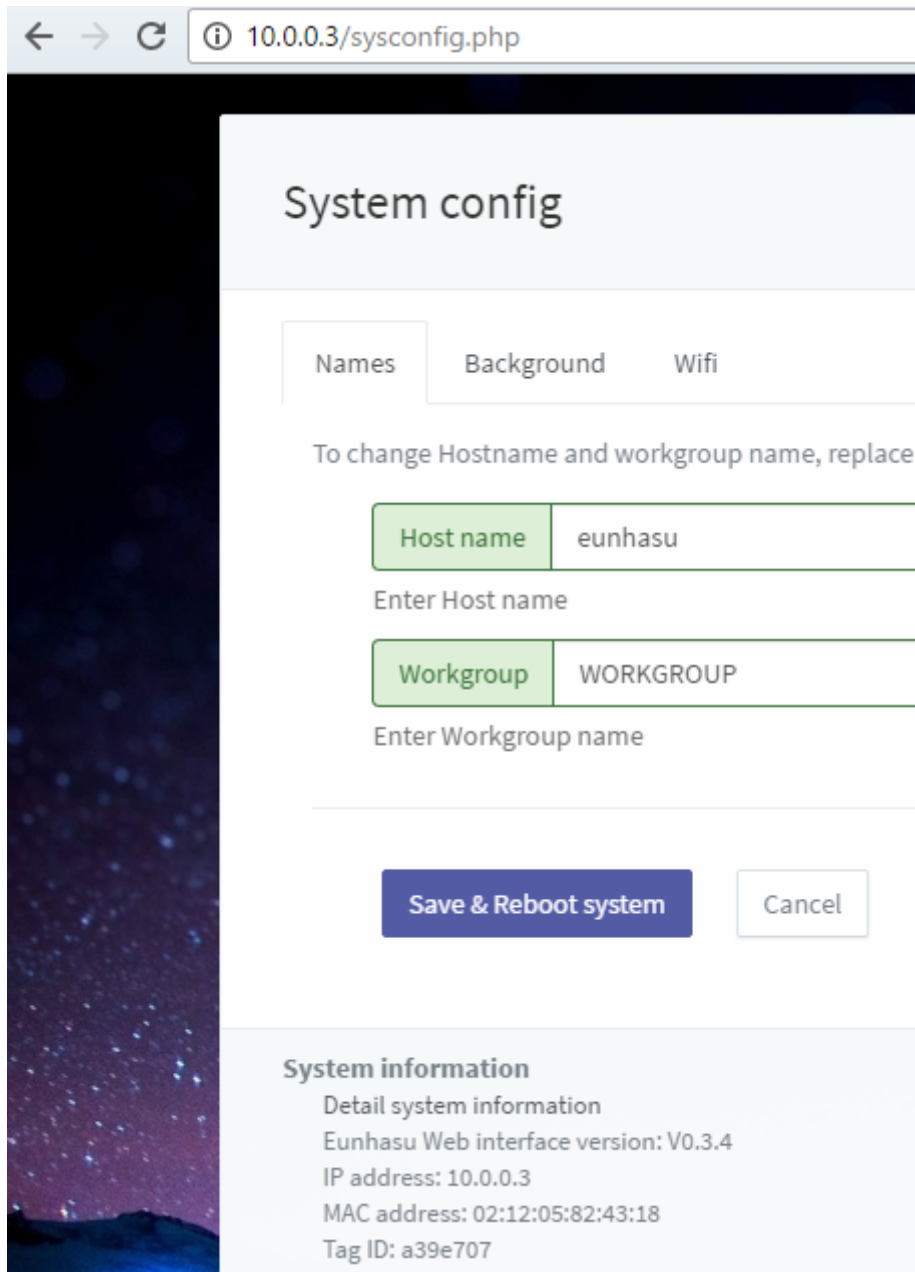 10.0.0.3/sysconfig.php
System config
Names Background Wifi
To change Hostname and workgroup name, replace
Host name eunhasu
Enter Host name
Workgroup WORKGROUP
Enter Workgroup name
Save & Reboot system Cancel
System information
Detail system information
Eunhasu Web interface version: V0.3.4
IP address: 10.0.0.3
MAC address: 02:12:05:82:43:18
Tag ID: a39e707